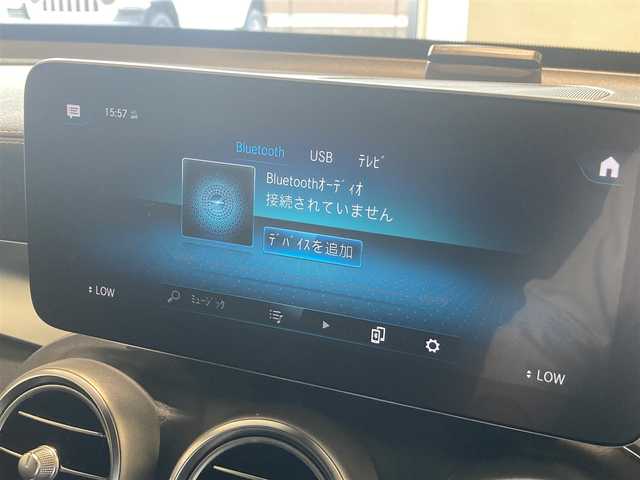 15:57
Bluetooth USB ﾃﾚﾋﾞ
Bluetoothｵｰﾃﾞｨｵ
接続されていません
ﾃﾞﾊﾞｲｽを追加
LOW
ﾐｭｰｼﾞｯｸ
LOW